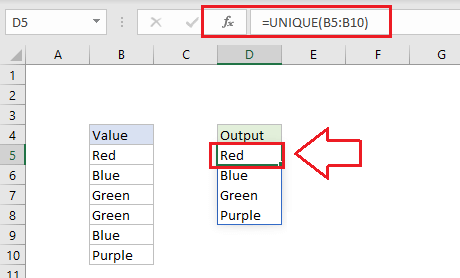 D5 fx =UNIQUE(B5:B10)
A B C D E F G
1
2
3
4 Value Output
5 Red Red
6 Blue Blue
7 Green Green
8 Green Purple
9 Blue
10 Purple
11